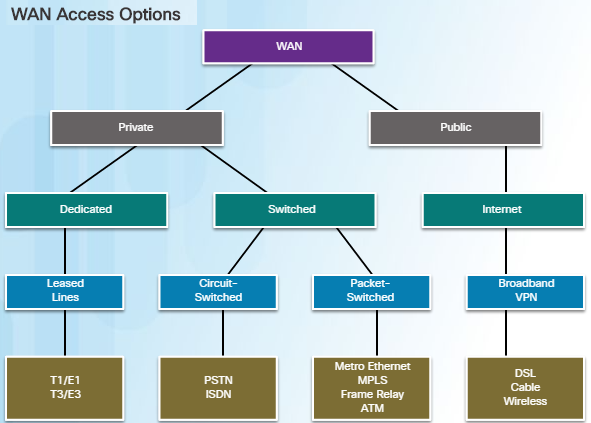 WAN Access Options
WAN
Private
Public
Dedicated
Switched
Internet
Leased
Lines
Circuit-
Switched
Packet-
Switched
Broadband
VPN
T1/E1
T3/E3
PSTN
ISDN
Metro Ethernet
MPLS
Frame Relay
ATM
DSL
Cable
Wireless